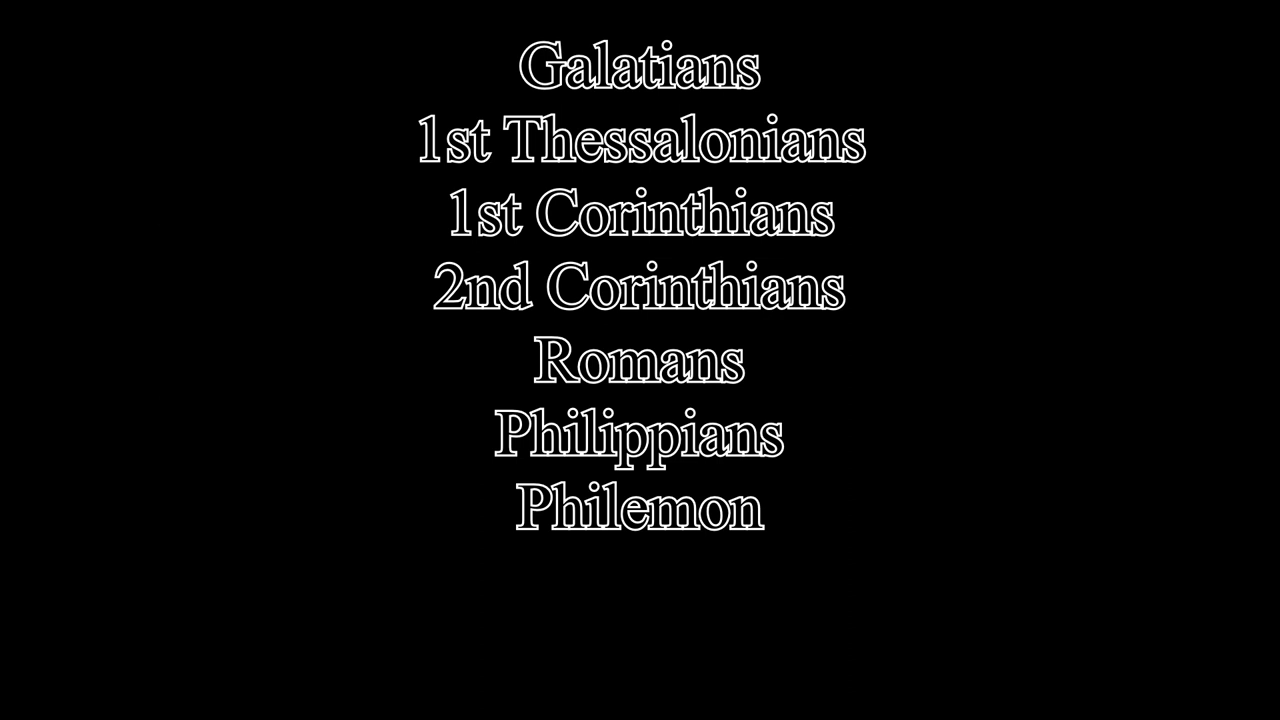 Galatians
1st Thessalonians
1st Corinthians
2nd Corinthians
Romans
Philippians
Philemon